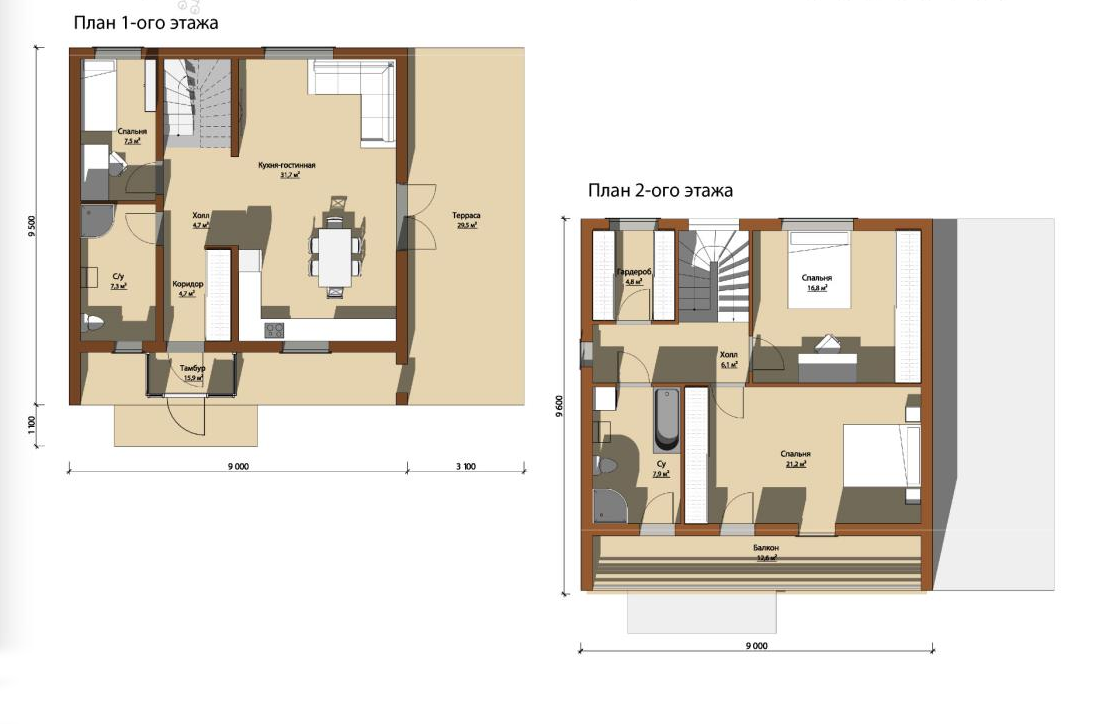 План 1-ого этажа
Спальня
7,5 м²
Кухня-гостинная
31,7 м²
Холл
4,7 м²
Терраса
29,5 м²
С/у
7,3 м²
Коридор
4,7 м²
Тамбур
15,9 м²
9 500
1 100
9 000
3 100
План 2-ого этажа
Гардероб
4,8 м²
Спальня
16,8 м²
Холл
6,1 м²
Су
7,9 м²
Спальня
21,2 м²
Балкон
12,6 м²
9 600
9 000